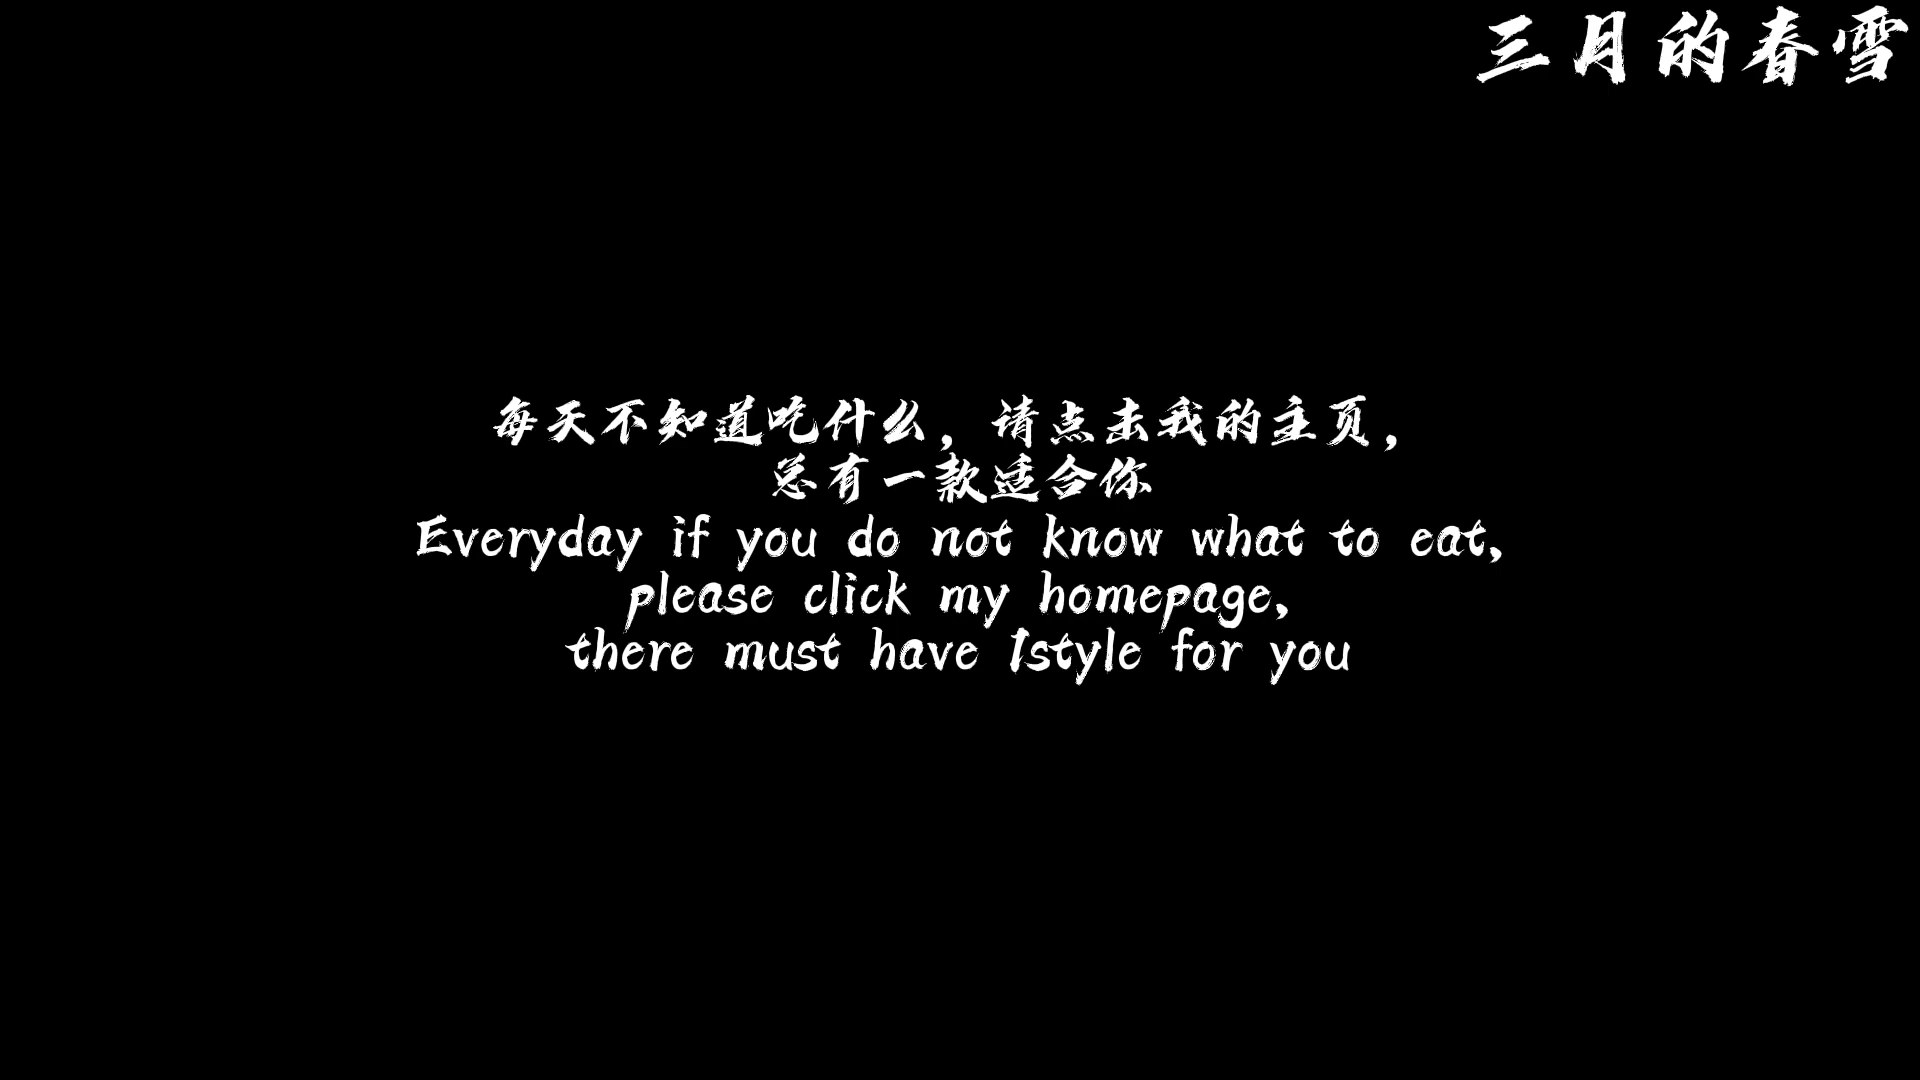 三月的春雪
每天不知道吃什么，请点击我的主页，
总有一款适合你
Everyday if you do not know what to eat,
please click my homepage,
there must have 1style for you